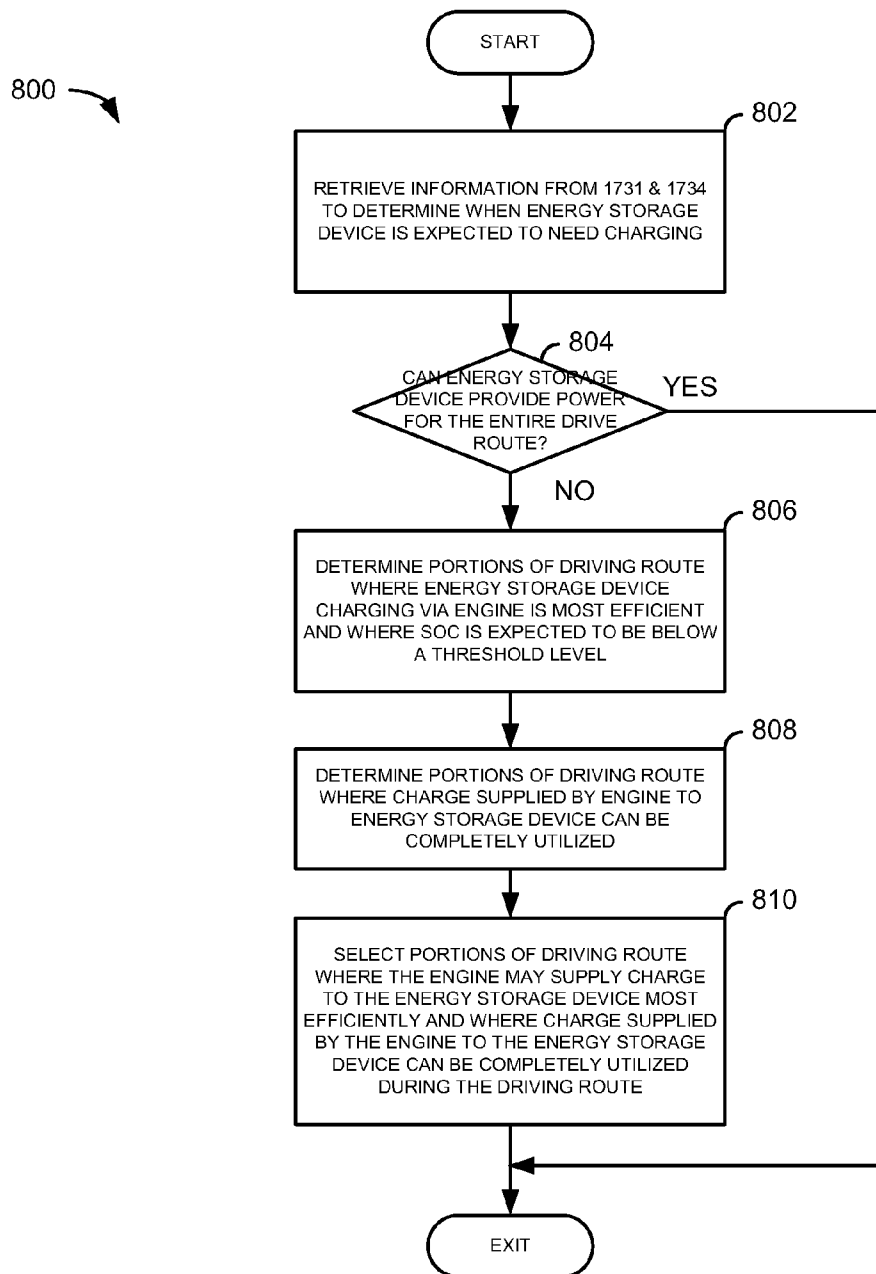 START
800
802
RETRIEVE INFORMATION FROM 1731 & 1734
TO DETERMINE WHEN ENERGY STORAGE
DEVICE IS EXPECTED TO NEED CHARGING
804
CAN ENERGY STORAGE
DEVICE PROVIDE POWER
FOR THE ENTIRE DRIVE
ROUTE?
YES
NO
806
DETERMINE PORTIONS OF DRIVING ROUTE
WHERE ENERGY STORAGE DEVICE
CHARGING VIA ENGINE IS MOST EFFICIENT
AND WHERE SOC IS EXPECTED TO BE BELOW
A THRESHOLD LEVEL
808
DETERMINE PORTIONS OF DRIVING ROUTE
WHERE CHARGE SUPPLIED BY ENGINE TO
ENERGY STORAGE DEVICE CAN BE
COMPLETELY UTILIZED
810
SELECT PORTIONS OF DRIVING ROUTE
WHERE THE ENGINE MAY SUPPLY CHARGE
TO THE ENERGY STORAGE DEVICE MOST
EFFICIENTLY AND WHERE CHARGE SUPPLIED
BY THE ENGINE TO THE ENERGY STORAGE
DEVICE CAN BE COMPLETELY UTILIZED
DURING THE DRIVING ROUTE
EXIT